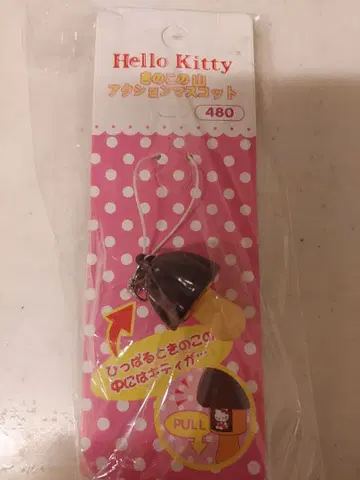 Hello Kitty
きのこの山
アクションマスコット
480
ひっぱるときのこの
中にはキティが…
PULL